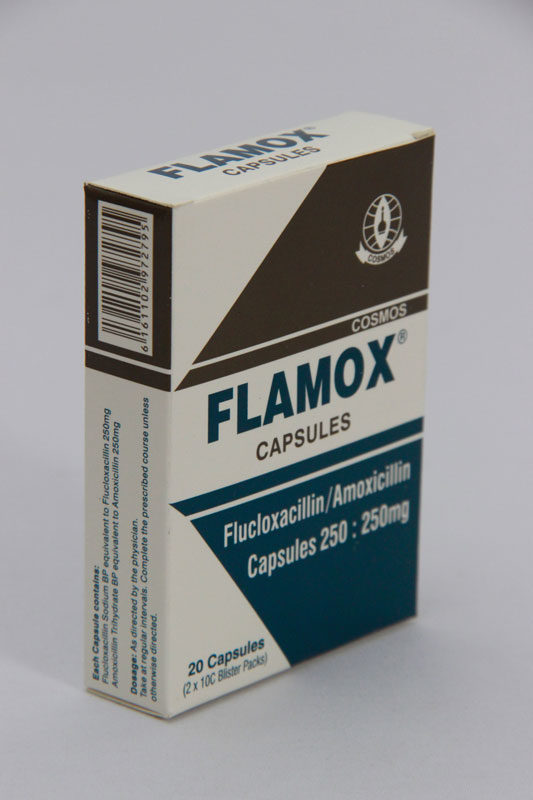 FLAMOX®
CAPSULES
COSMOS
COSMOS
FLAMOX®
CAPSULES
Flucloxacillin/Amoxicillin
Capsules 250 : 250mg
20 Capsules
(2 x 10C Blister Packs)
6161102972795
Each Capsule contains:
Flucloxacillin Sodium BP equivalent to Flucloxacillin 250mg
Amoxicillin Trihydrate BP equivalent to Amoxicillin 250mg
Dosage: As directed by the physician.
Take at regular intervals. Complete the prescribed course unless
otherwise directed.